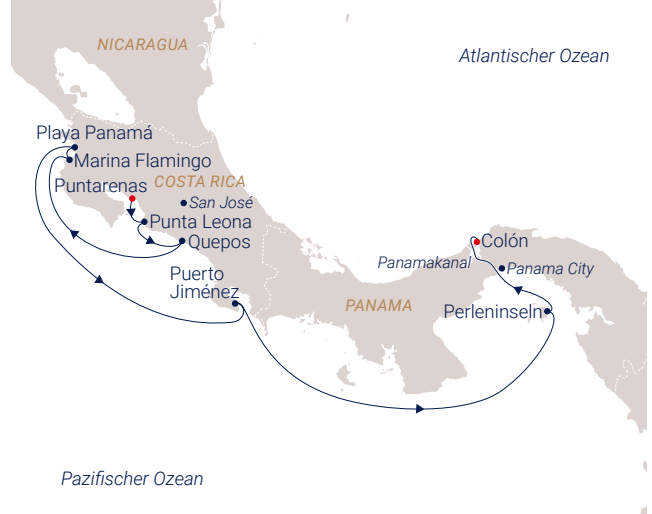 NICARAGUA
Atlantischer Ozean
Playa Panamá
Marina Flamingo
Puntarenas
COSTA RICA
San José
Punta Leona
Quepos
Colón
Panamakanal
Panama City
Puerto
Jiménez
PANAMA
Perleninseln
Pazifischer Ozean